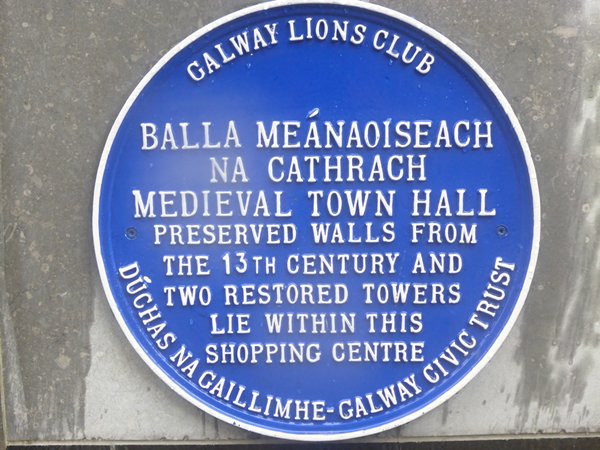 GALWAY LIONS CLUB
BALLA MEÁNAOÍSEACH
NA CATHRACH
MEDIEVAL TOWN HALL
PRESERVED WALLS FROM
THE 13TH CENTURY AND
TWO RESTORED TOWERS
LIE WITHIN THIS
SHOPPING CENTRE
DÚCHAS NA GAILLIMHE-GALWAY CIVIC TRUST